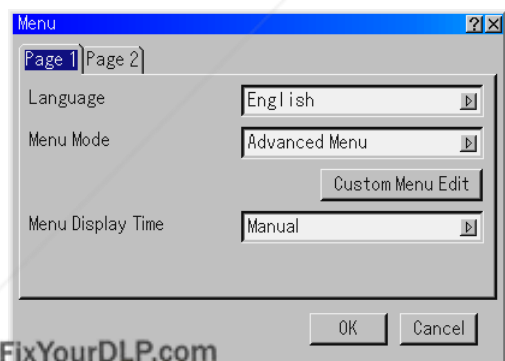 Menu
Page 1 Page 2
Language English
Menu Mode Advanced Menu
Custom Menu Edit
Menu Display Time Manual
OK Cancel
FixYourDLP.com